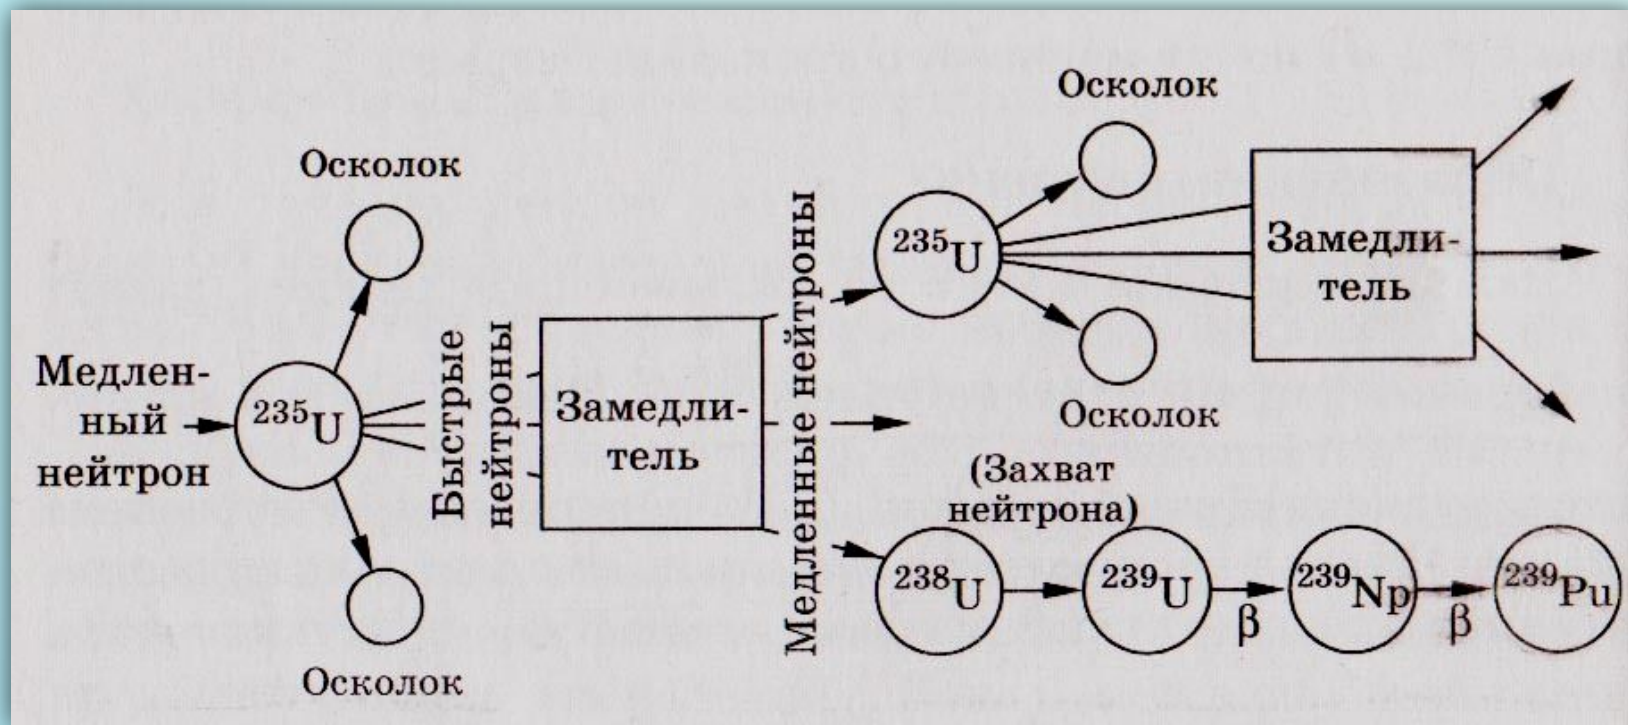 Осколок
Медлен-
ный
нейтрон
²³⁵U
Осколок
Быстрые
нейтроны
Замедли-
тель
Медленные нейтроны
Осколок
²³⁵U
Замедли-
тель
Осколок
(Захват
нейтрона)
²³⁸U
²³⁹U
β
²³⁹Np
β
²³⁹Pu